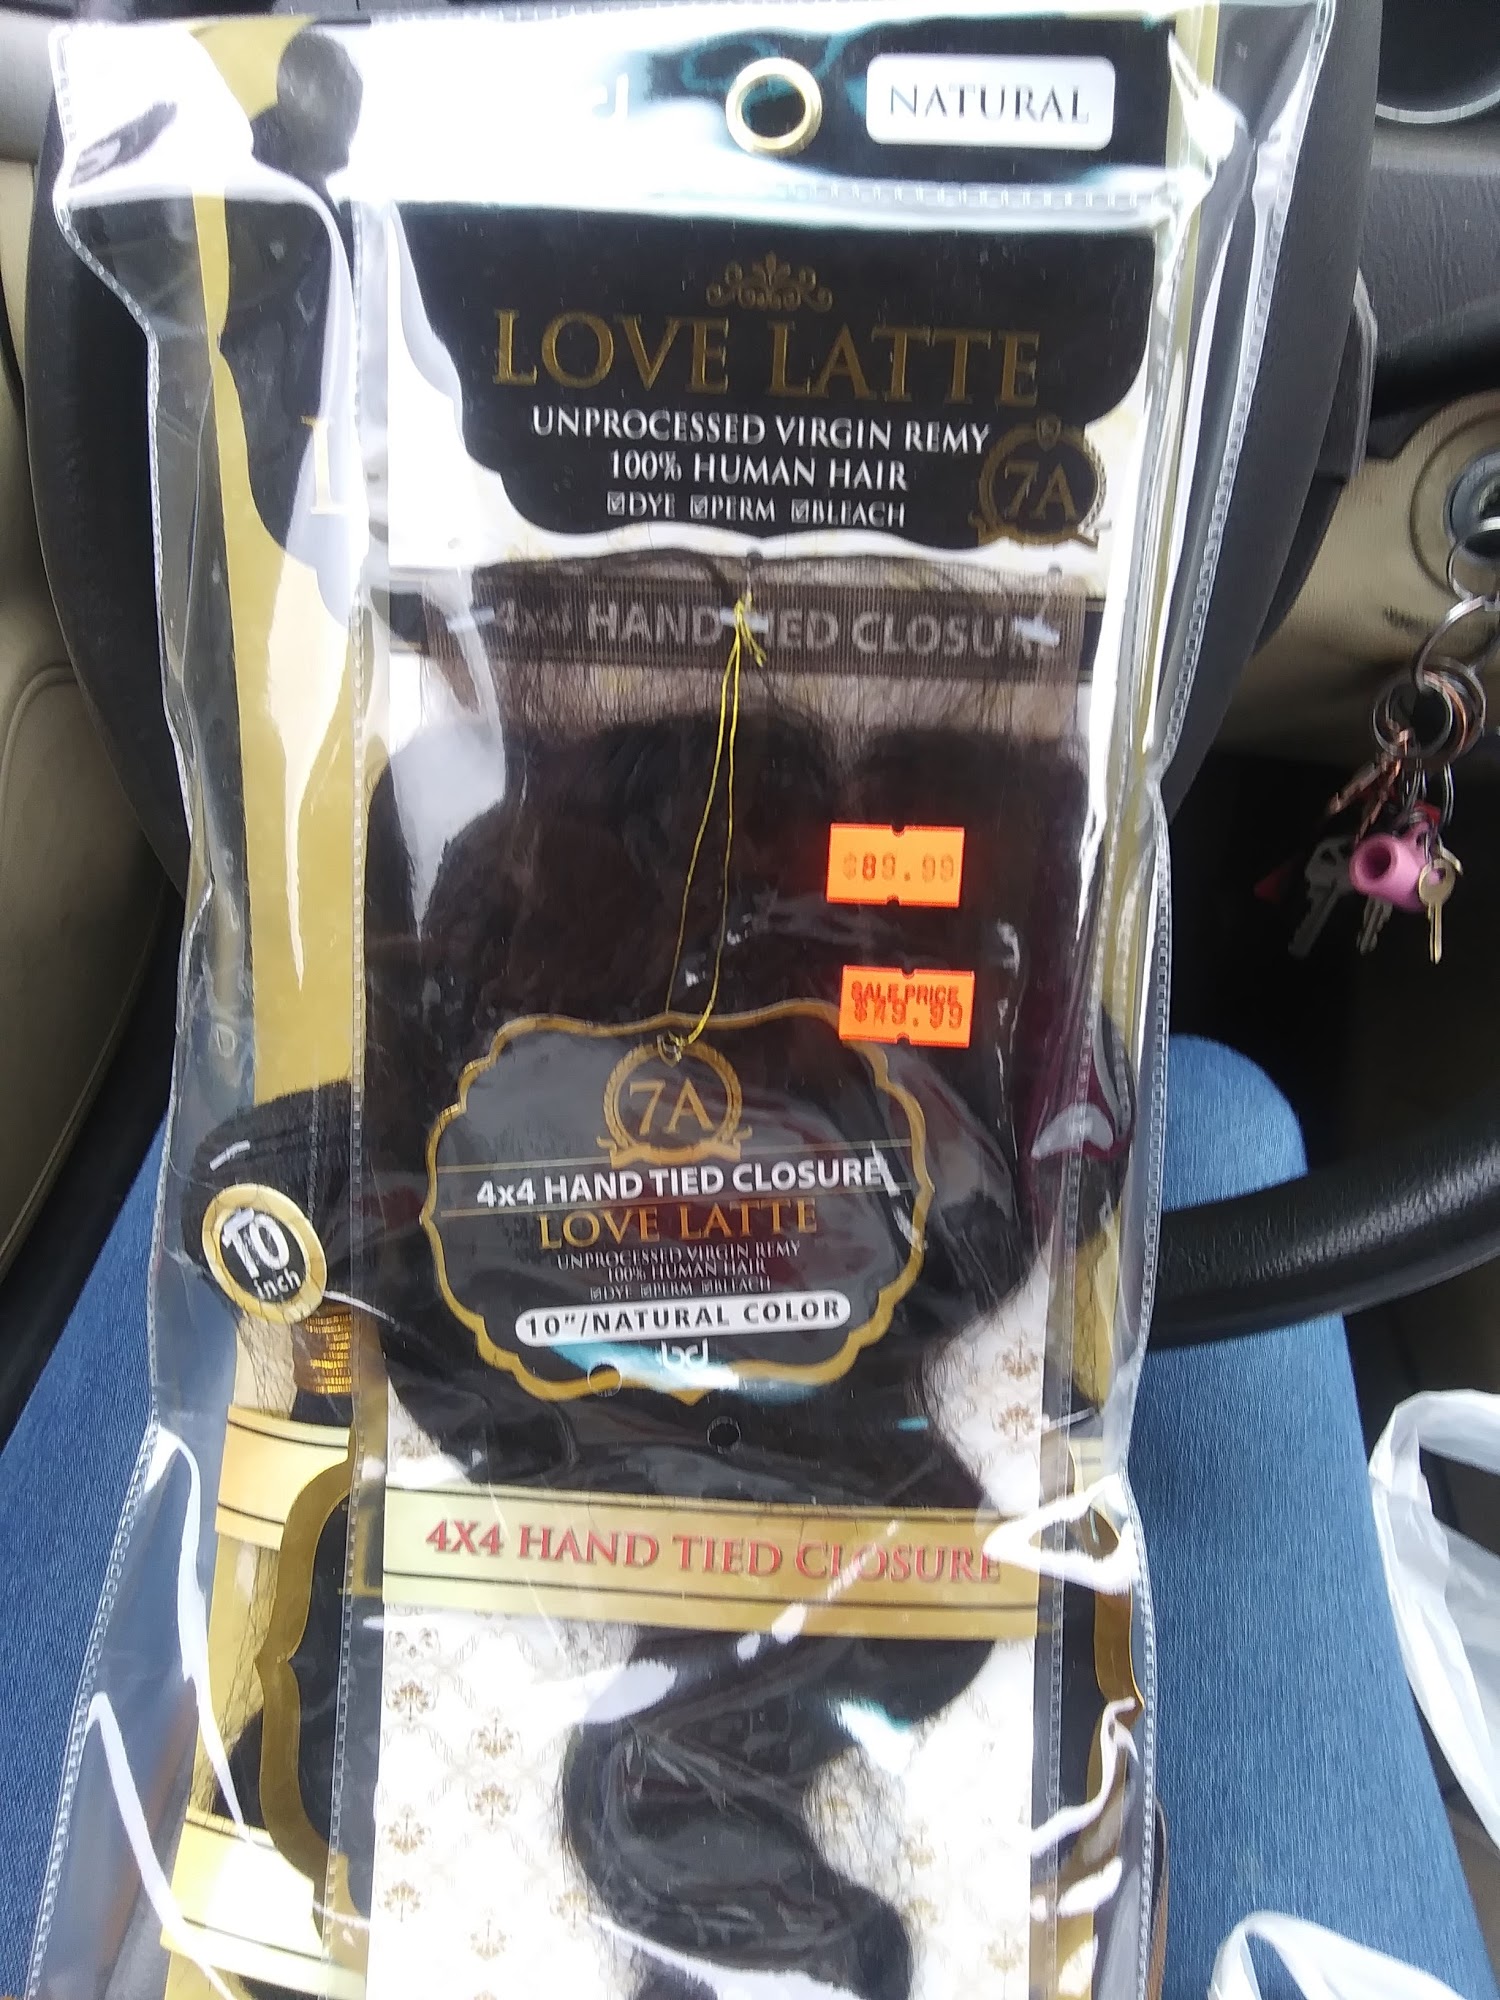 NATURAL
LOVE LATTE
UNPROCESSED VIRGIN REMY
100% HUMAN HAIR
☑DYE ☑PERM ☑BLEACH
7A
4x4 HAND TIED CLOSURE
$89.99
SALE PRICE
7A
4x4 HAND TIED CLOSURE
LOVE LATTE
UNPROCESSED VIRGIN REMY
100% HUMAN HAIR
☑DYE ☑PERM ☑BLEACH
10"/NATURAL COLOR
bd
10
inch
4X4 HAND TIED CLOSURE